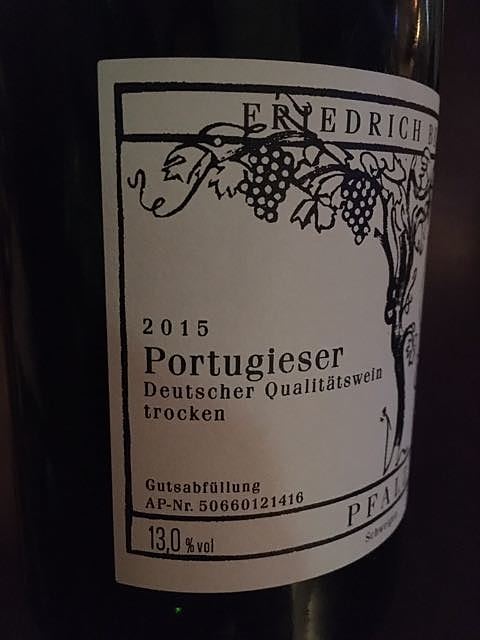 FRIEDRICH
2015
Portugieser
Deutscher Qualitätswein
trocken
Gutsabfüllung
AP-Nr. 50660121416
13,0 % vol